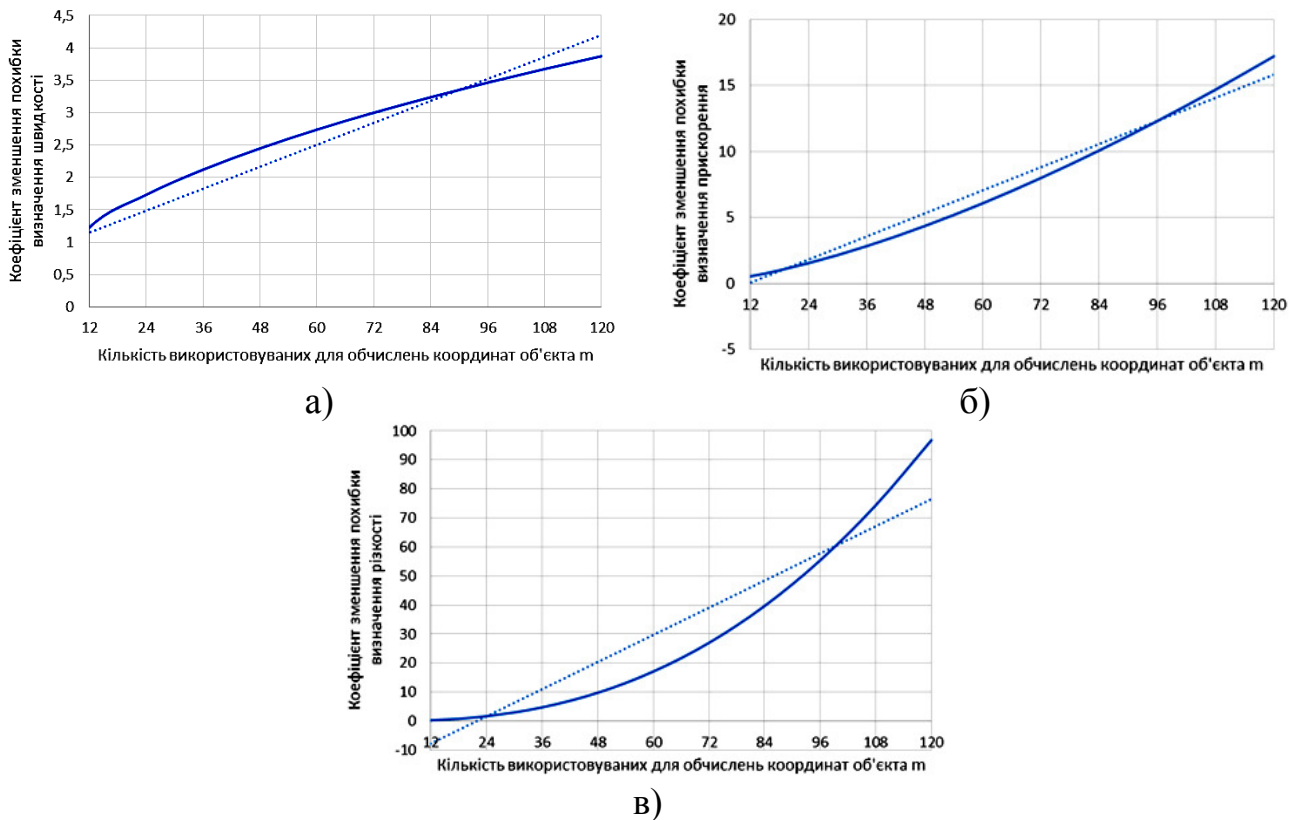 4,5
4
3,5
3
2,5
2
1,5
1
0,5
0
12 24 36 48 60 72 84 96 108 120
Коефіцієнт зменшення похибки
визначення швидкості
Кількість використовуваних для обчислень координат об'єкта m
а)
20
15
10
5
0
-5
12 24 36 48 60 72 84 96 108 120
Коефіцієнт зменшення похибки
визначення прискорення
Кількість використовуваних для обчислень координат об'єкта m
б)
100
90
80
70
60
50
40
30
20
10
0
-10
12 24 36 48 60 72 84 96 108 120
Коефіцієнт зменшення похибки
визначення різкості
Кількість використовуваних для обчислень координат об'єкта m
в)